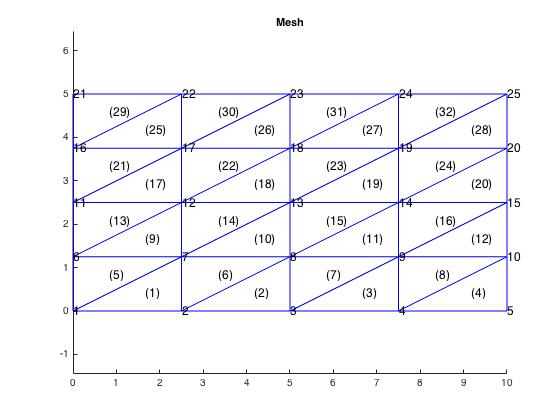 Mesh
6
5
21 22 23 24 25
(29) (30) (31) (32)
4
(25) (26) (27) (28)
16 17 18 19 20
(21) (22) (23) (24)
3
(17) (18) (19) (20)
11 12 13 14 15
2
(13) (14) (15) (16)
(9) (10) (11) (12)
6 7 8 9 10
1
(5) (6) (7) (8)
(1) (2) (3) (4)
0
1 2 3 4 5
-1
0 1 2 3 4 5 6 7 8 9 10